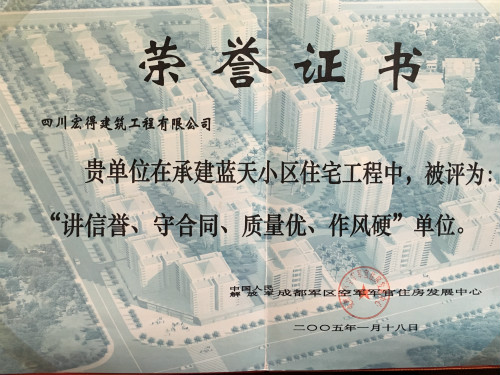 荣誉证书
四川宏得建筑工程有限公司
贵单位在承建蓝天小区住宅工程中，被评为：
“讲信誉、守合同、质量优、作风硬”单位。
中国人民
解放军成都军区空军军官住房发展中心
二〇〇五年一月十八日